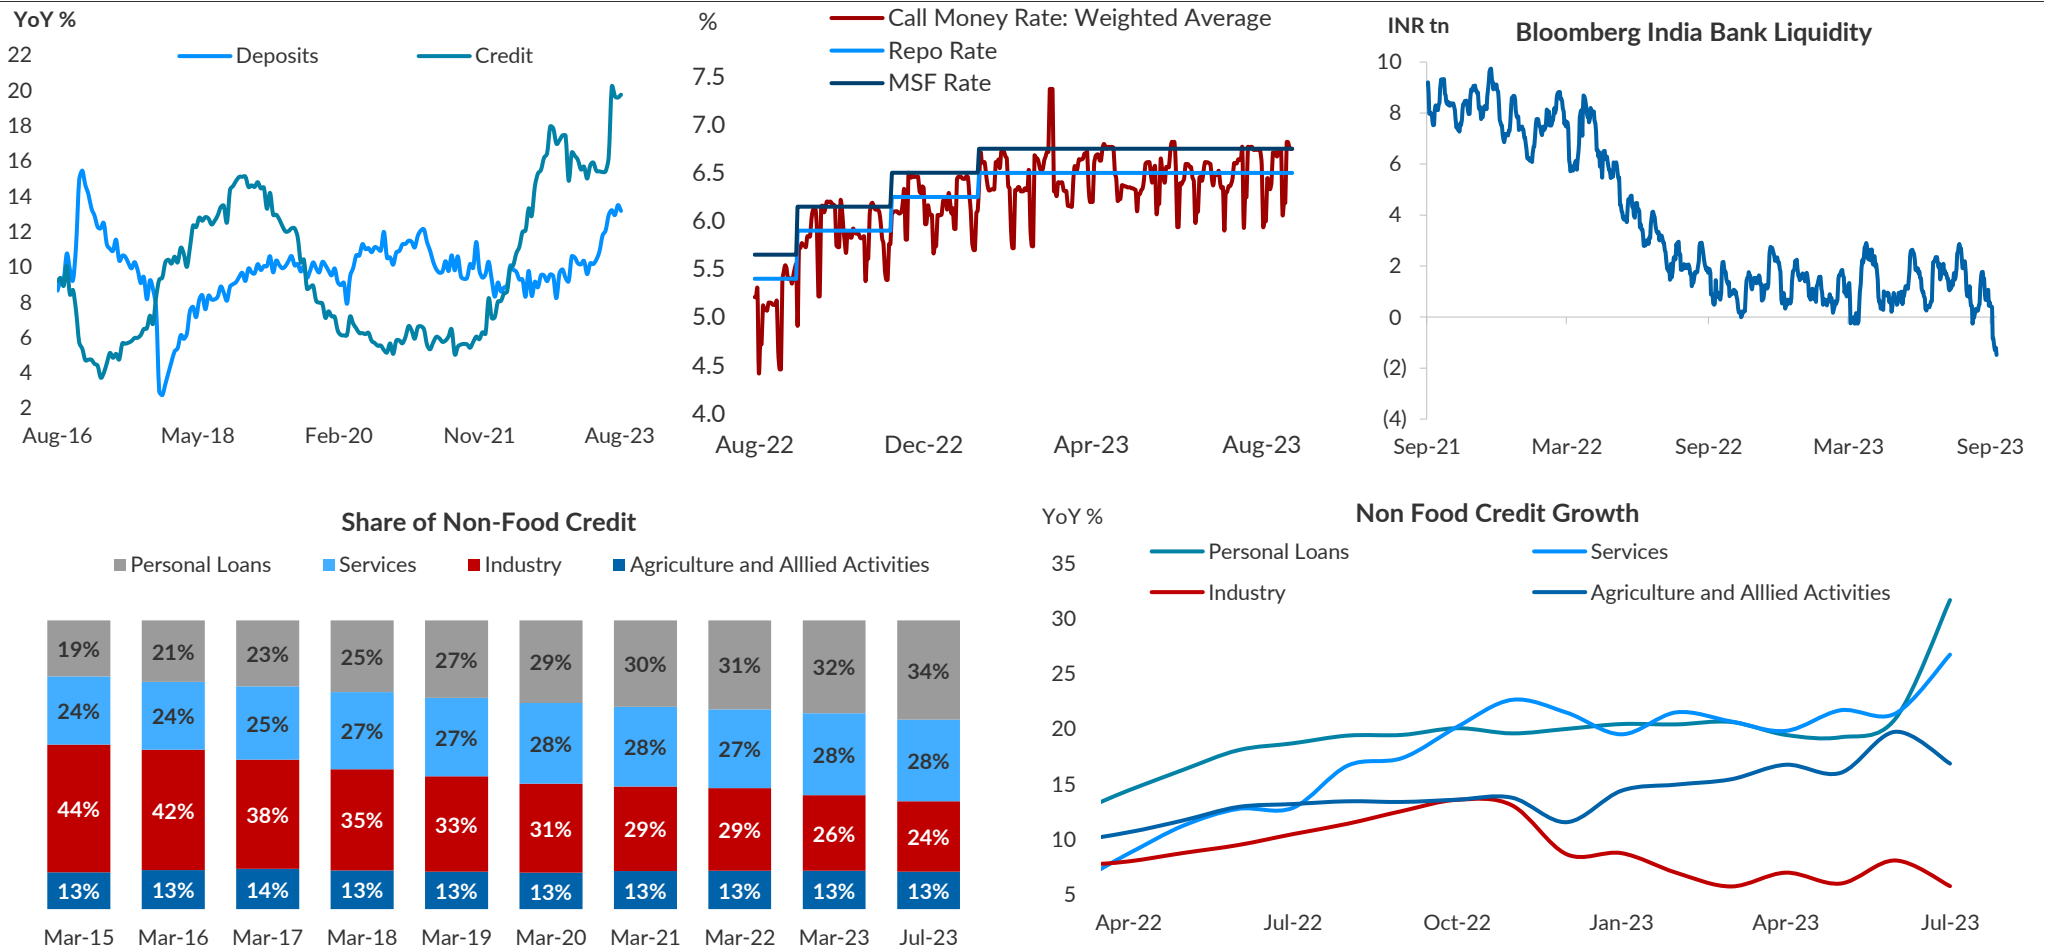 YoY %
Deposits
Credit
22
20
18
16
14
12
10
8
6
4
2
Aug-16 May-18 Feb-20 Nov-21 Aug-23
%
Call Money Rate: Weighted Average
Repo Rate
MSF Rate
7.5
7.0
6.5
6.0
5.5
5.0
4.5
4.0
Aug-22 Dec-22 Apr-23 Aug-23
INR tn
Bloomberg India Bank Liquidity
10
8
6
4
2
0
(2)
(4)
Sep-21 Mar-22 Sep-22 Mar-23 Sep-23
Share of Non-Food Credit
Personal Loans Services Industry Agriculture and Alllied Activities
19% 21% 23% 25% 27% 29% 30% 31% 32% 34%
24% 24% 25% 27% 27% 28% 28% 27% 28% 28%
44% 42% 38% 35% 33% 31% 29% 29% 26% 24%
13% 13% 14% 13% 13% 13% 13% 13% 13% 13%
Mar-15 Mar-16 Mar-17 Mar-18 Mar-19 Mar-20 Mar-21 Mar-22 Mar-23 Jul-23
YoY %
Non Food Credit Growth
Personal Loans Services
Industry Agriculture and Alllied Activities
35
30
25
20
15
10
5
Apr-22 Jul-22 Oct-22 Jan-23 Apr-23 Jul-23